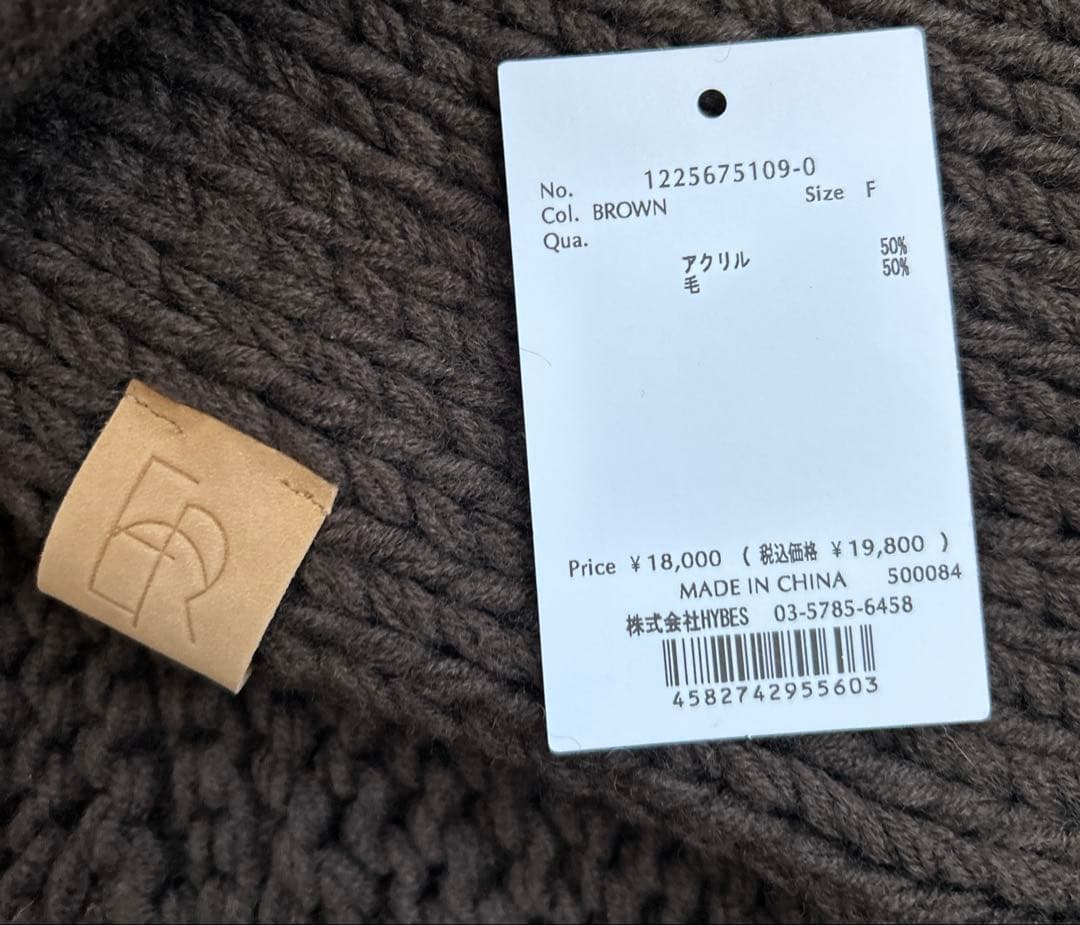 No. 1225675109-0
Col. BROWN Size F
Qua.
アクリル 50%
毛 50%
Price ¥18,000 ( 税込価格 ¥19,800 )
MADE IN CHINA 500084
株式会社HYBES 03-5785-6458
4582742955603
ER